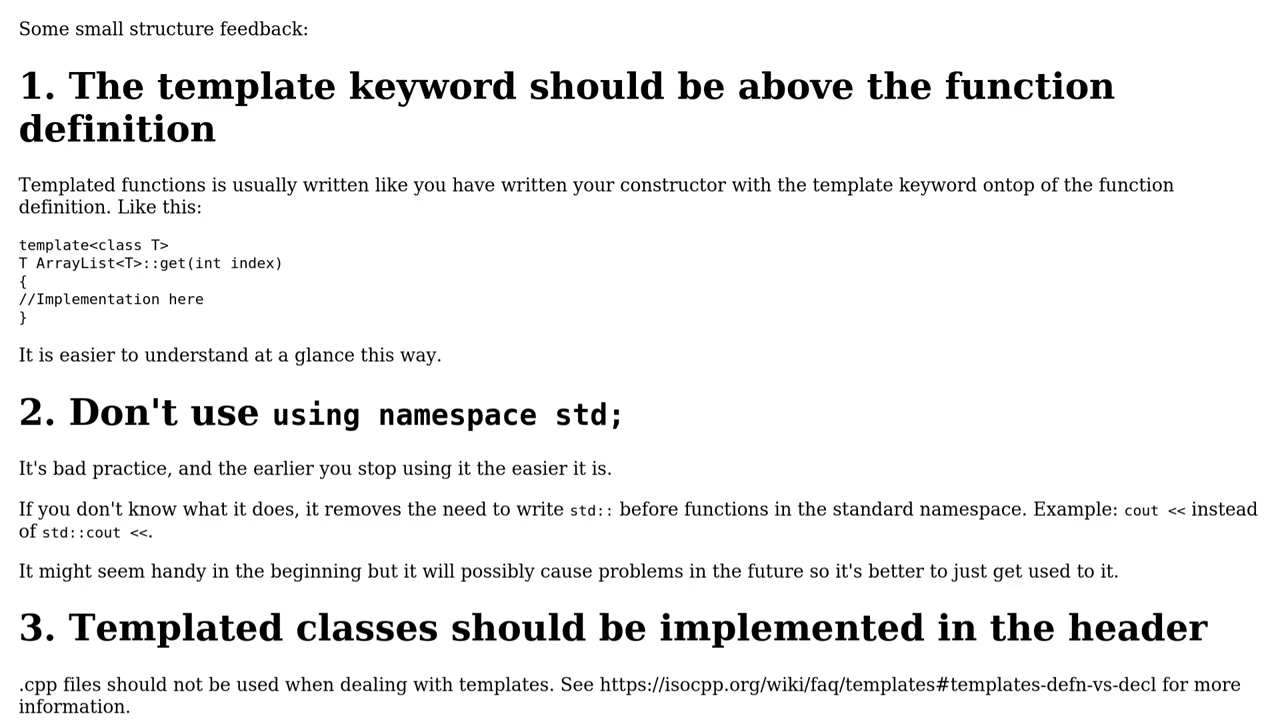 Some small structure feedback:
1. The template keyword should be above the function
definition
Templated functions is usually written like you have written your constructor with the template keyword ontop of the function
definition. Like this:
template<class T>
T ArrayList<T>::get(int index)
{
//Implementation here
}
It is easier to understand at a glance this way.
2. Don't use using namespace std;
It's bad practice, and the earlier you stop using it the easier it is.
If you don't know what it does, it removes the need to write std:: before functions in the standard namespace. Example: cout << instead
of std::cout <<.
It might seem handy in the beginning but it will possibly cause problems in the future so it's better to just get used to it.
3. Templated classes should be implemented in the header
.cpp files should not be used when dealing with templates. See https://isocpp.org/wiki/faq/templates#templates-defn-vs-decl for more
information.